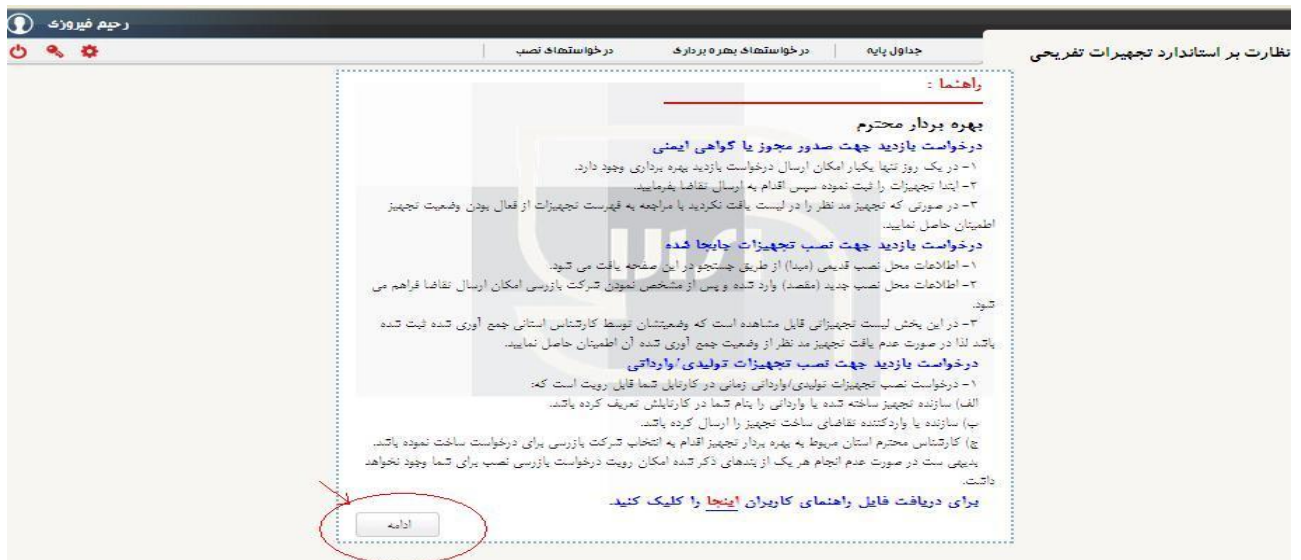 رحیم فیروزی
نظارت بر استاندارد تجهیرات تفریحی
جداول پایه
درخواستهای بهره برداری
درخواستهای نصب
راهنما :
بهره بردار محترم
درخواست بازدید جهت صدور مجوز یا گواهی ایمنی
۱- در یک روز تنها یکبار امکان ارسال درخواست بازدید بهره برداری وجود دارد.
۲- ابتدا تجهیزات را ثبت نموده سپس اقدام به ارسال تقاضا بفرمایید.
۳- در صورتی که تجهیز مد نظر را در لیست یافت نکردید با مراجعه به فهرست تجهیزات از فعال بودن وضعیت تجهیز
اطمینان حاصل نمایید.
درخواست بازدید جهت نصب تجهیزات جابجا شده
۱- اطلاعات محل نصب قدیمی (مبدا) از طریق جستجو در این صفحه یافت می شود.
۲- اطلاعات محل نصب جدید (مقصد) وارد شده و پس از مشخص نمودن شرکت بازرسی امکان ارسال تقاضا فراهم می
شود.
۳- در این بخش لیست تجهیزاتی قابل مشاهده است که وضعیتشان توسط کارشناس استانی جمع آوری شده ثبت شده
باشد لذا در صورت عدم یافت تجهیز مد نظر از وضعیت جمع آوری شده آن اطمینان حاصل نمایید.
درخواست بازدید جهت نصب تجهیزات تولیدی/وارداتی
۱- درخواست نصب تجهیزات تولیدی/وارداتی زمانی در کارتابل شما قابل رویت است که:
الف) سازنده تجهیز ساخته شده یا وارداتی را بنام شما در کارتابلش تعریف کرده باشد.
ب) سازنده یا واردکننده تقاضای ساخت تجهیز را ارسال کرده باشد.
ج) کارشناس محترم استان مربوط به بهره بردار تجهیز اقدام به انتخاب شرکت بازرسی برای درخواست ساخت نموده باشد.
بدیهی ست در صورت عدم انجام هر یک از بندهای ذکر شده امکان رویت درخواست بازرسی نصب برای شما وجود نخواهد
داشت.
برای دریافت فایل راهنمای کاربران اینجا را کلیک کنید.
ادامه